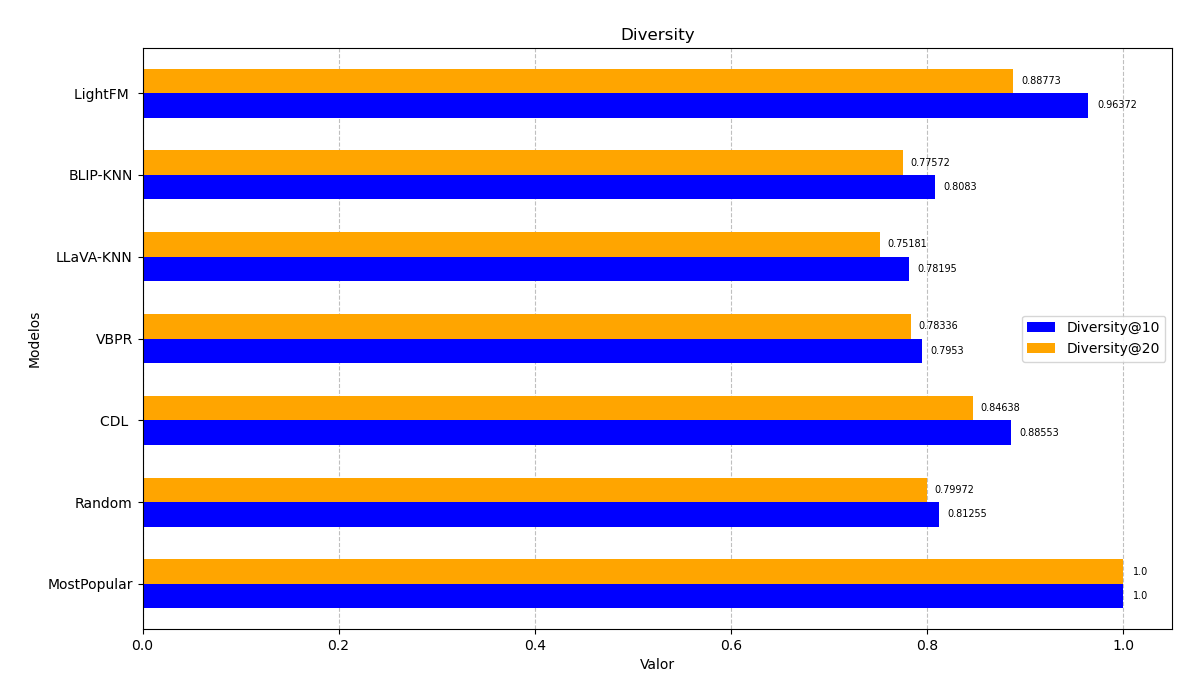 Diversity
LightFM
0.88773
0.96372
BLIP-KNN
0.77572
0.8083
LLaVA-KNN
0.75181
0.78195
VBPR
0.78336
0.7953
CDL
0.84638
0.88553
Random
0.79972
0.81255
MostPopular
1.0
1.0
Modelos
Diversity@10
Diversity@20
0.0 0.2 0.4 0.6 0.8 1.0
Valor